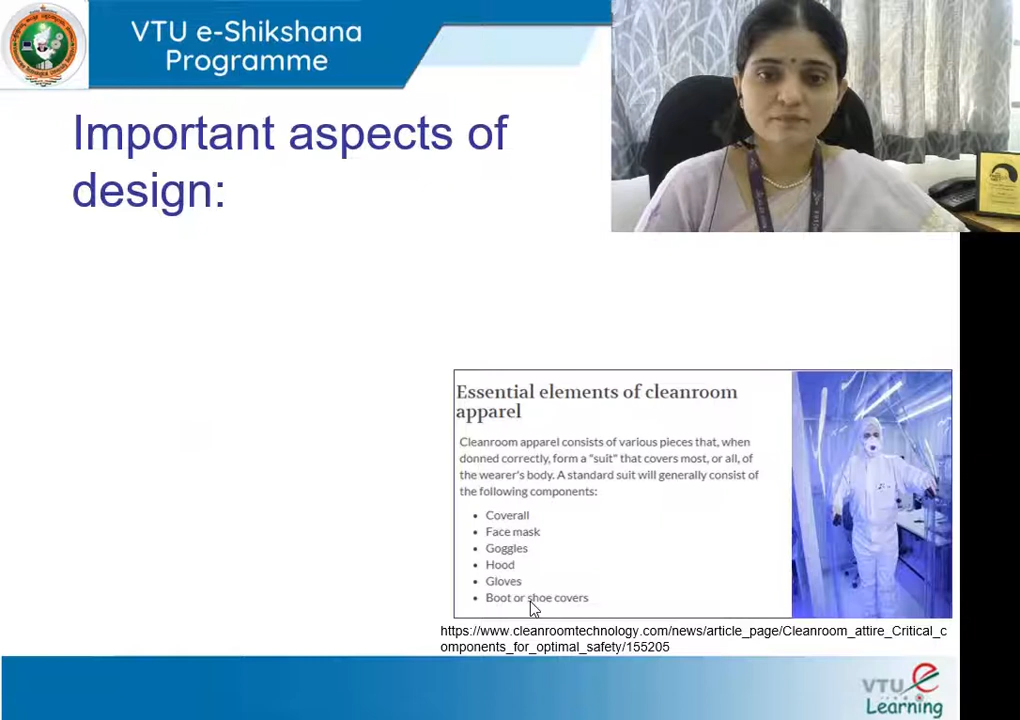 VTU e-Shikshana
Programme
Important aspects of
design:
Essential elements of cleanroom
apparel
Cleanroom apparel consists of various pieces that, when
donned correctly, form a "suit" that covers most, or all, of
the wearer's body. A standard suit will generally consist of
the following components:
• Coverall
• Face mask
• Goggles
• Hood
• Gloves
• Boot or shoe covers
https://www.cleanroomtechnology.com/news/article_page/Cleanroom_attire_Critical_c
omponents_for_optimal_safety/155205
VTU e
Learning